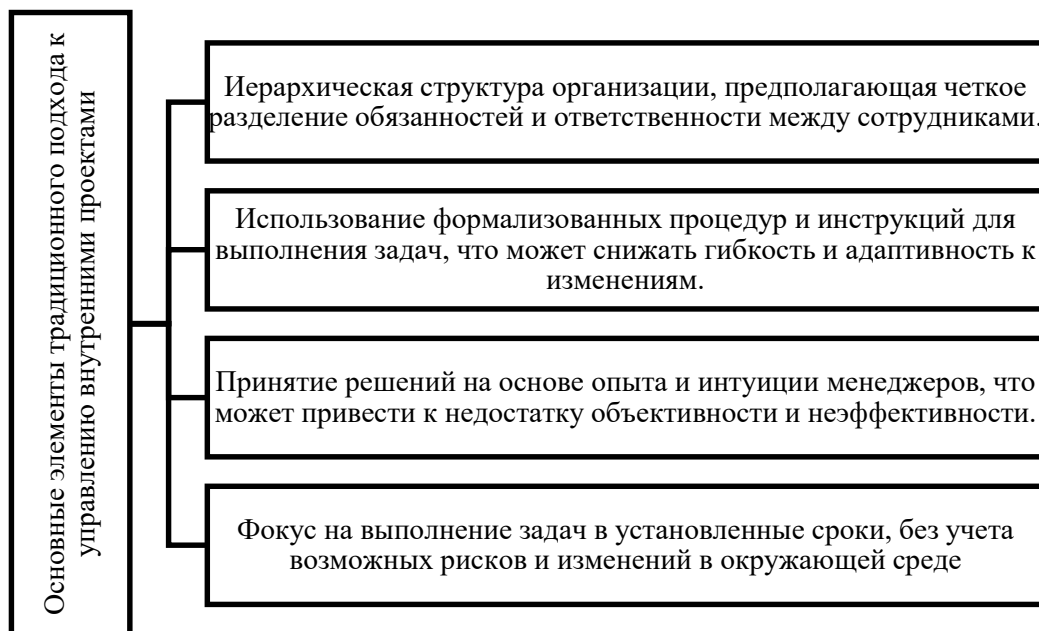 Основные элементы традиционного подхода к
управлению внутренними проектами
Иерархическая структура организации, предполагающая четкое
разделение обязанностей и ответственности между сотрудниками.
Использование формализованных процедур и инструкций для
выполнения задач, что может снижать гибкость и адаптивность к
изменениям.
Принятие решений на основе опыта и интуиции менеджеров, что
может привести к недостатку объективности и неэффективности.
Фокус на выполнение задач в установленные сроки, без учета
возможных рисков и изменений в окружающей среде